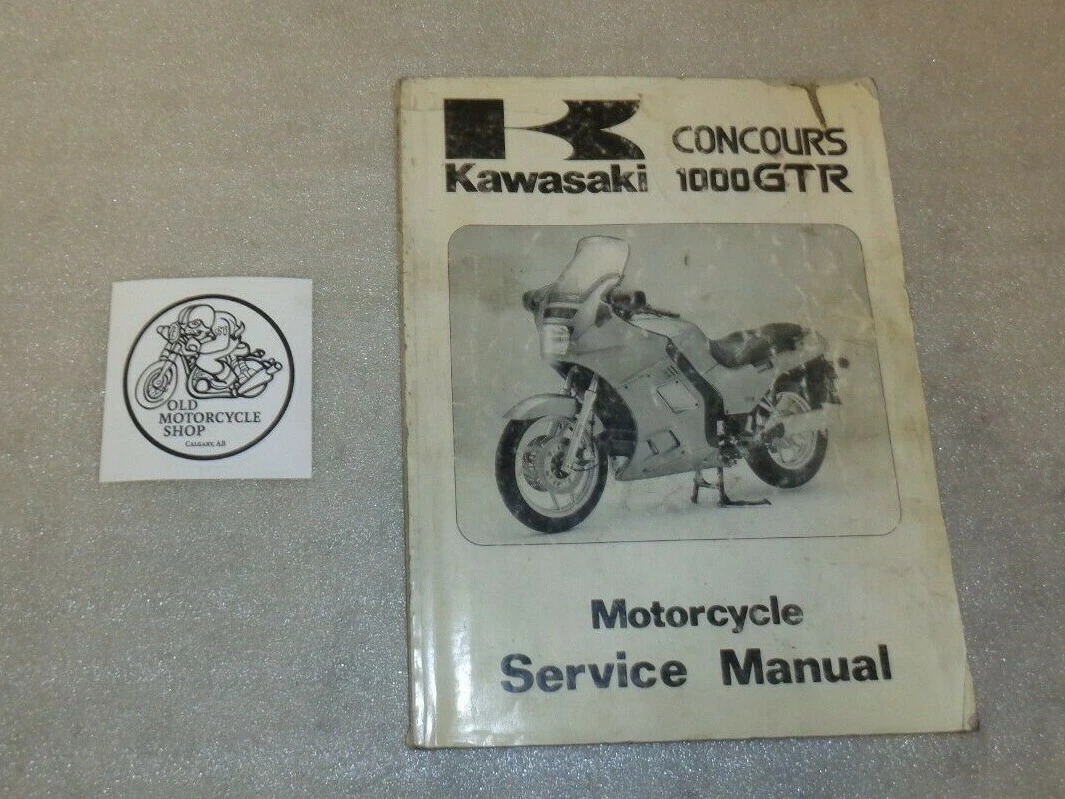 OLD
MOTORCYCLE
SHOP
CALGARY, AB
Kawasaki
CONCOURS
1000GTR
Motorcycle
Service Manual